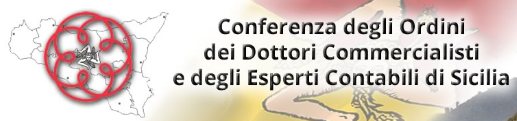 Conferenza degli Ordini
dei Dottori Commercialisti
e degli Esperti Contabili di Sicilia